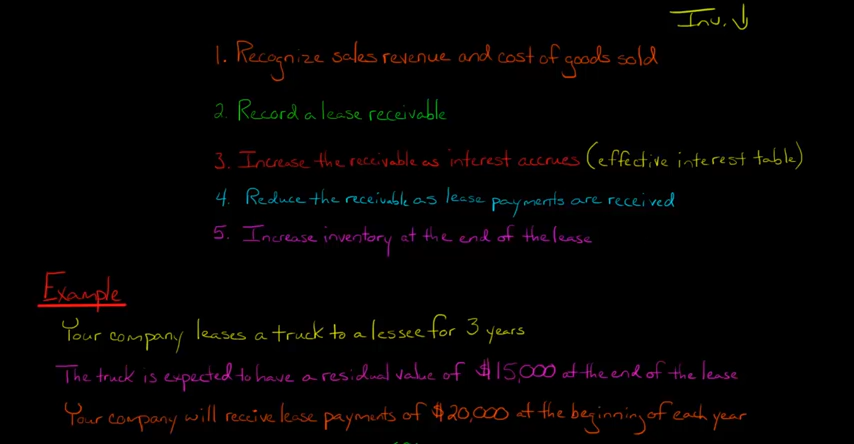 Inv.↓
1. Recognize sales revenue and cost of goods sold
2. Record a lease receivable
3. Increase the receivable as interest accrues (effective interest table)
4. Reduce the receivable as lease payments are received
5. Increase inventory at the end of the lease
Example
Your company leases a truck to a lessee for 3 years
The truck is expected to have a residual value of $15,000 at the end of the lease
Your company will receive lease payments of $20,000 at the beginning of each year